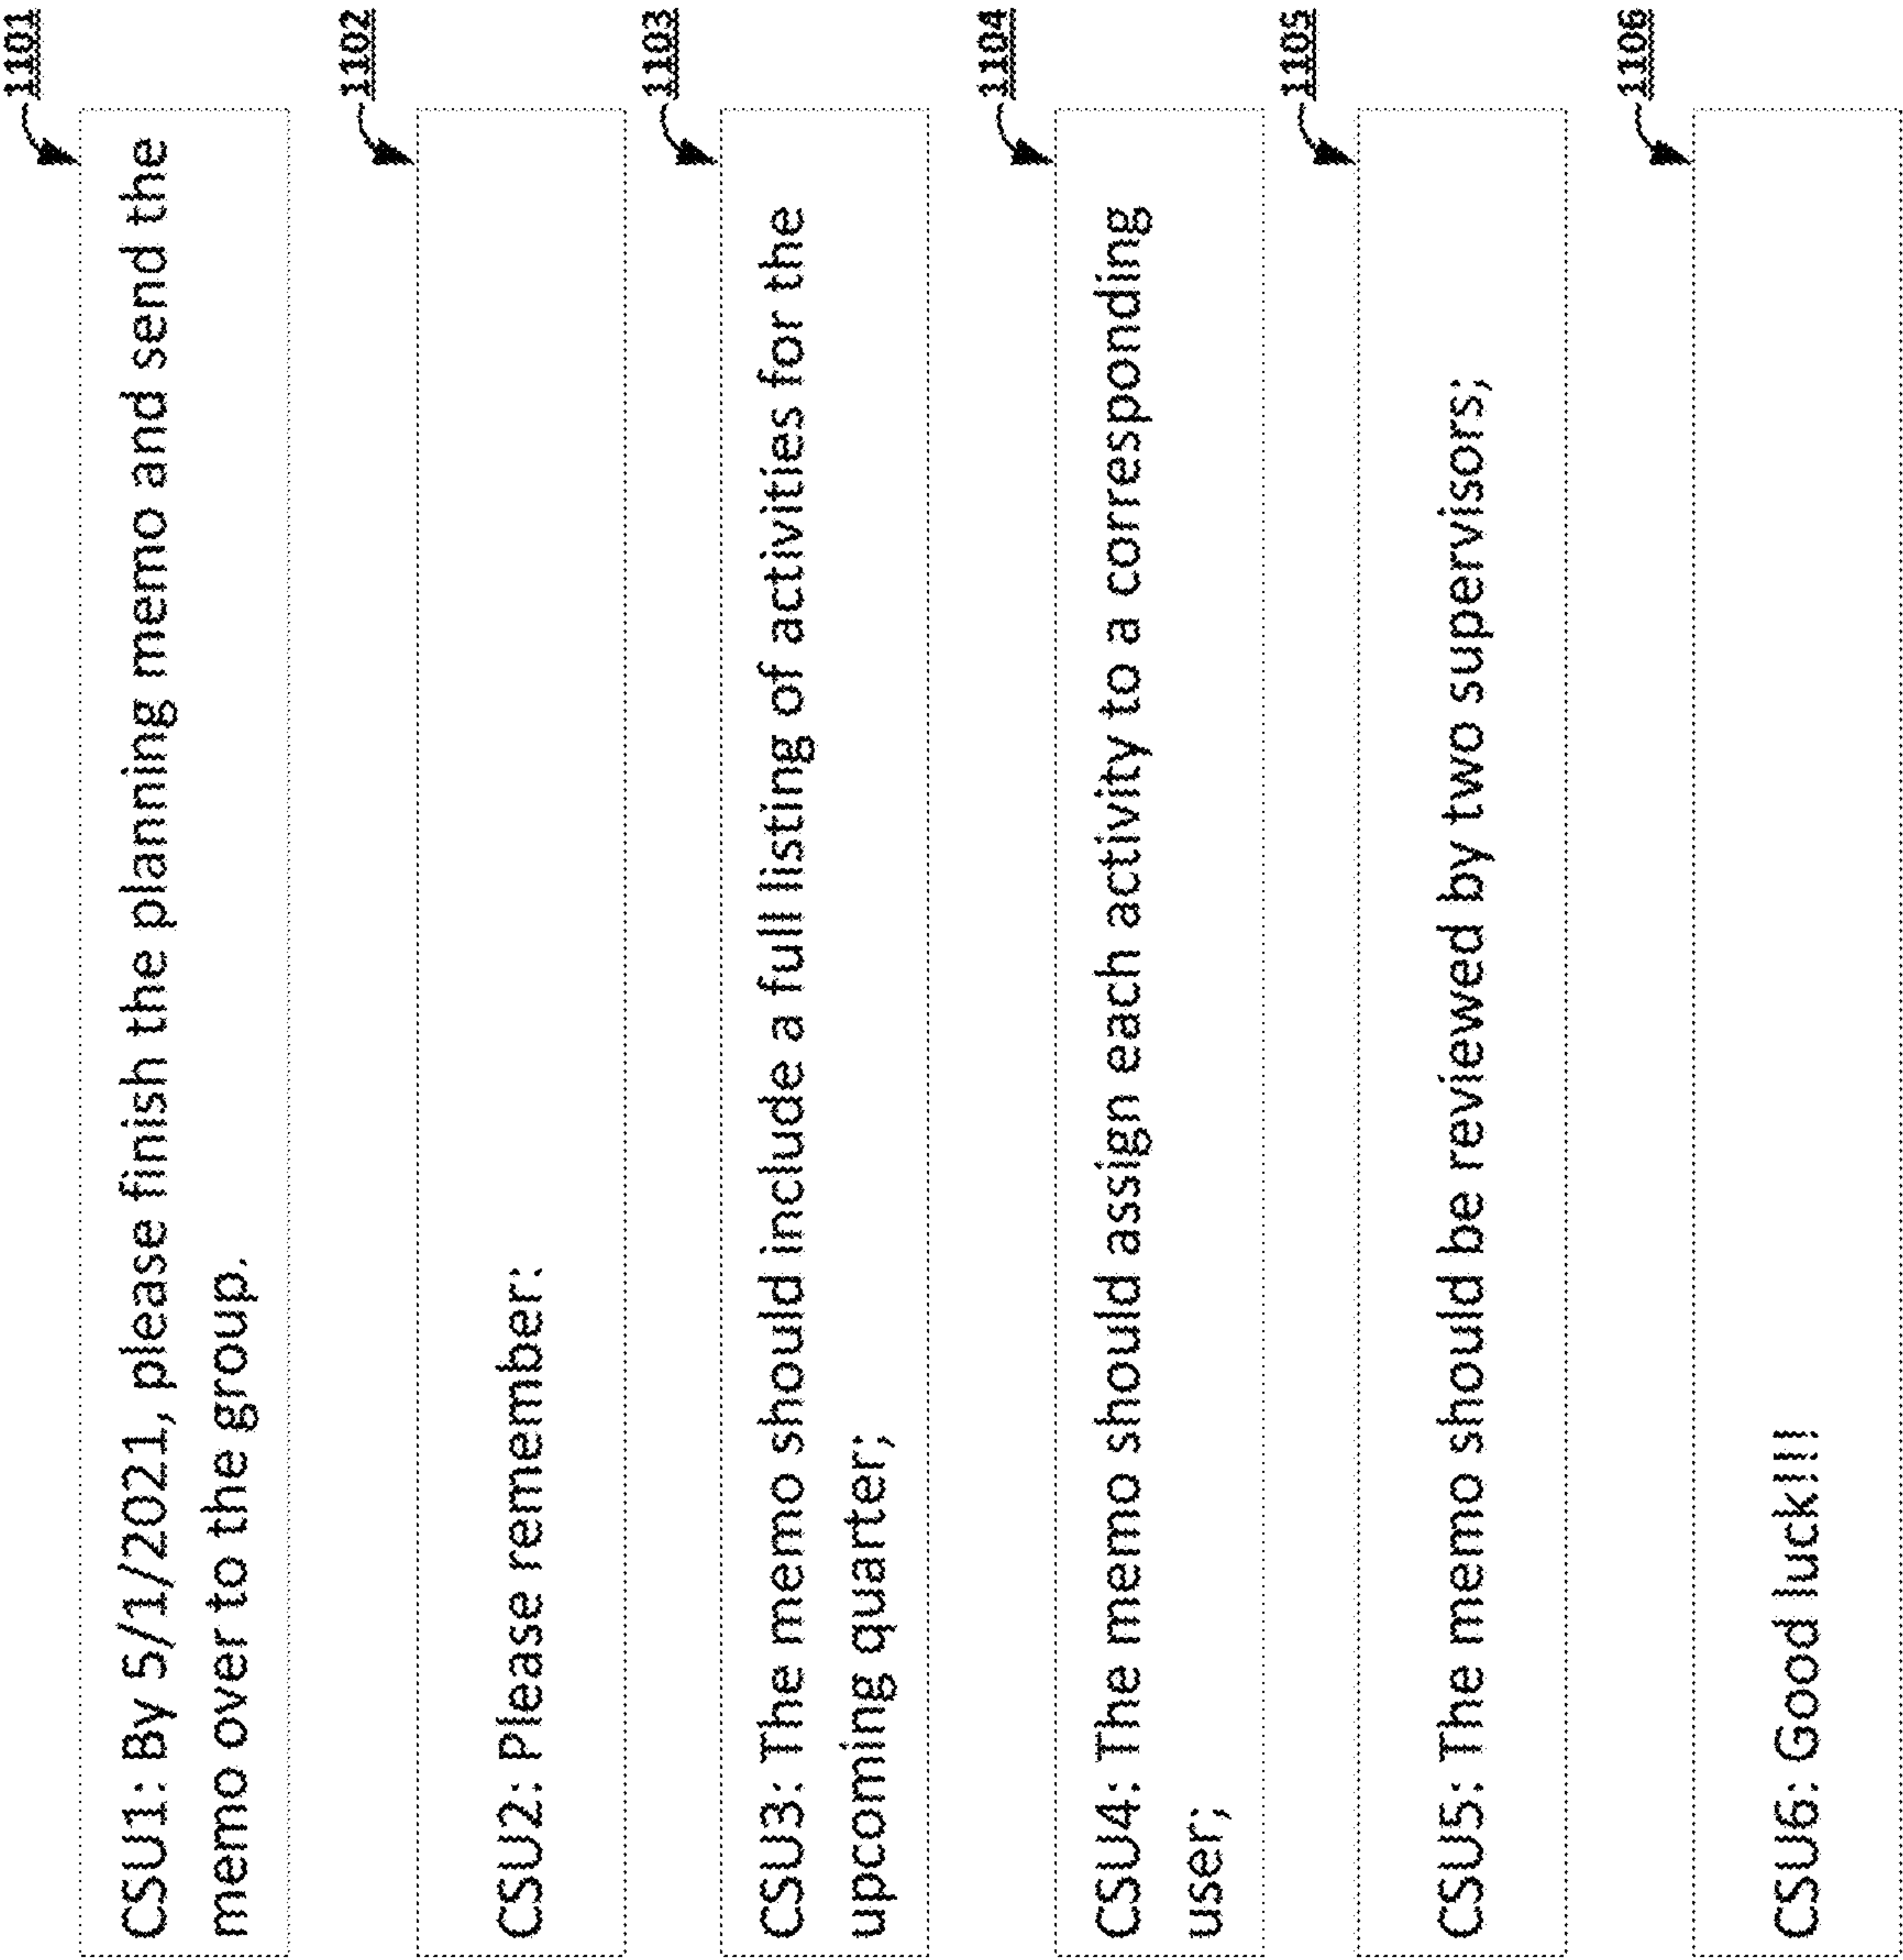 1101
CSU1: By 5/1/2021, please finish the planning memo and send the
memo over to the group.
1102
CSU2: Please remember:
1103
CSU3: The memo should include a full listing of activities for the
upcoming quarter;
1104
CSU4: The memo should assign each activity to a corresponding
user;
1105
CSU5: The memo should be reviewed by two supervisors;
1106
CSU6: Good luck!!!